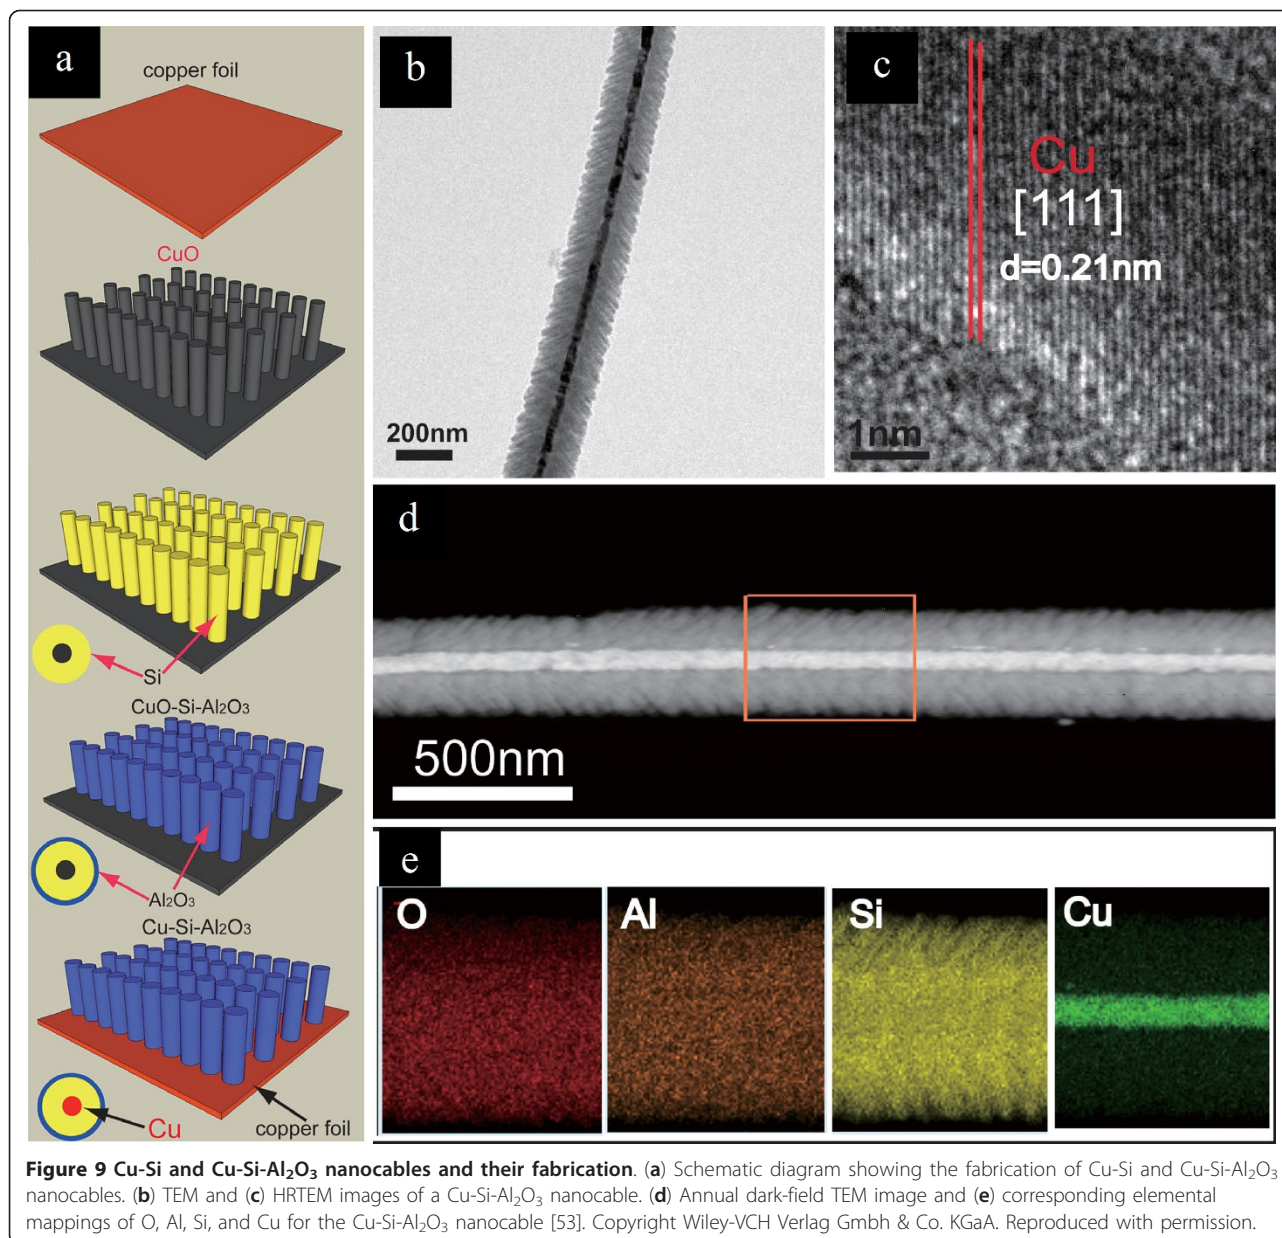 a
copper foil
CuO
Si
CuO-Si-Al₂O₃
Al₂O₃
Cu-Si-Al₂O₃
Cu
copper foil
b
200nm
c
Cu
[111]
d=0.21nm
1nm
d
500nm
e
O
Al
Si
Cu
Figure 9 Cu-Si and Cu-Si-Al₂O₃ nanocables and their fabrication. (a) Schematic diagram showing the fabrication of Cu-Si and Cu-Si-Al₂O₃
nanocables. (b) TEM and (c) HRTEM images of a Cu-Si-Al₂O₃ nanocable. (d) Annual dark-field TEM image and (e) corresponding elemental
mappings of O, Al, Si, and Cu for the Cu-Si-Al₂O₃ nanocable [53]. Copyright Wiley-VCH Verlag Gmbh & Co. KGaA. Reproduced with permission.